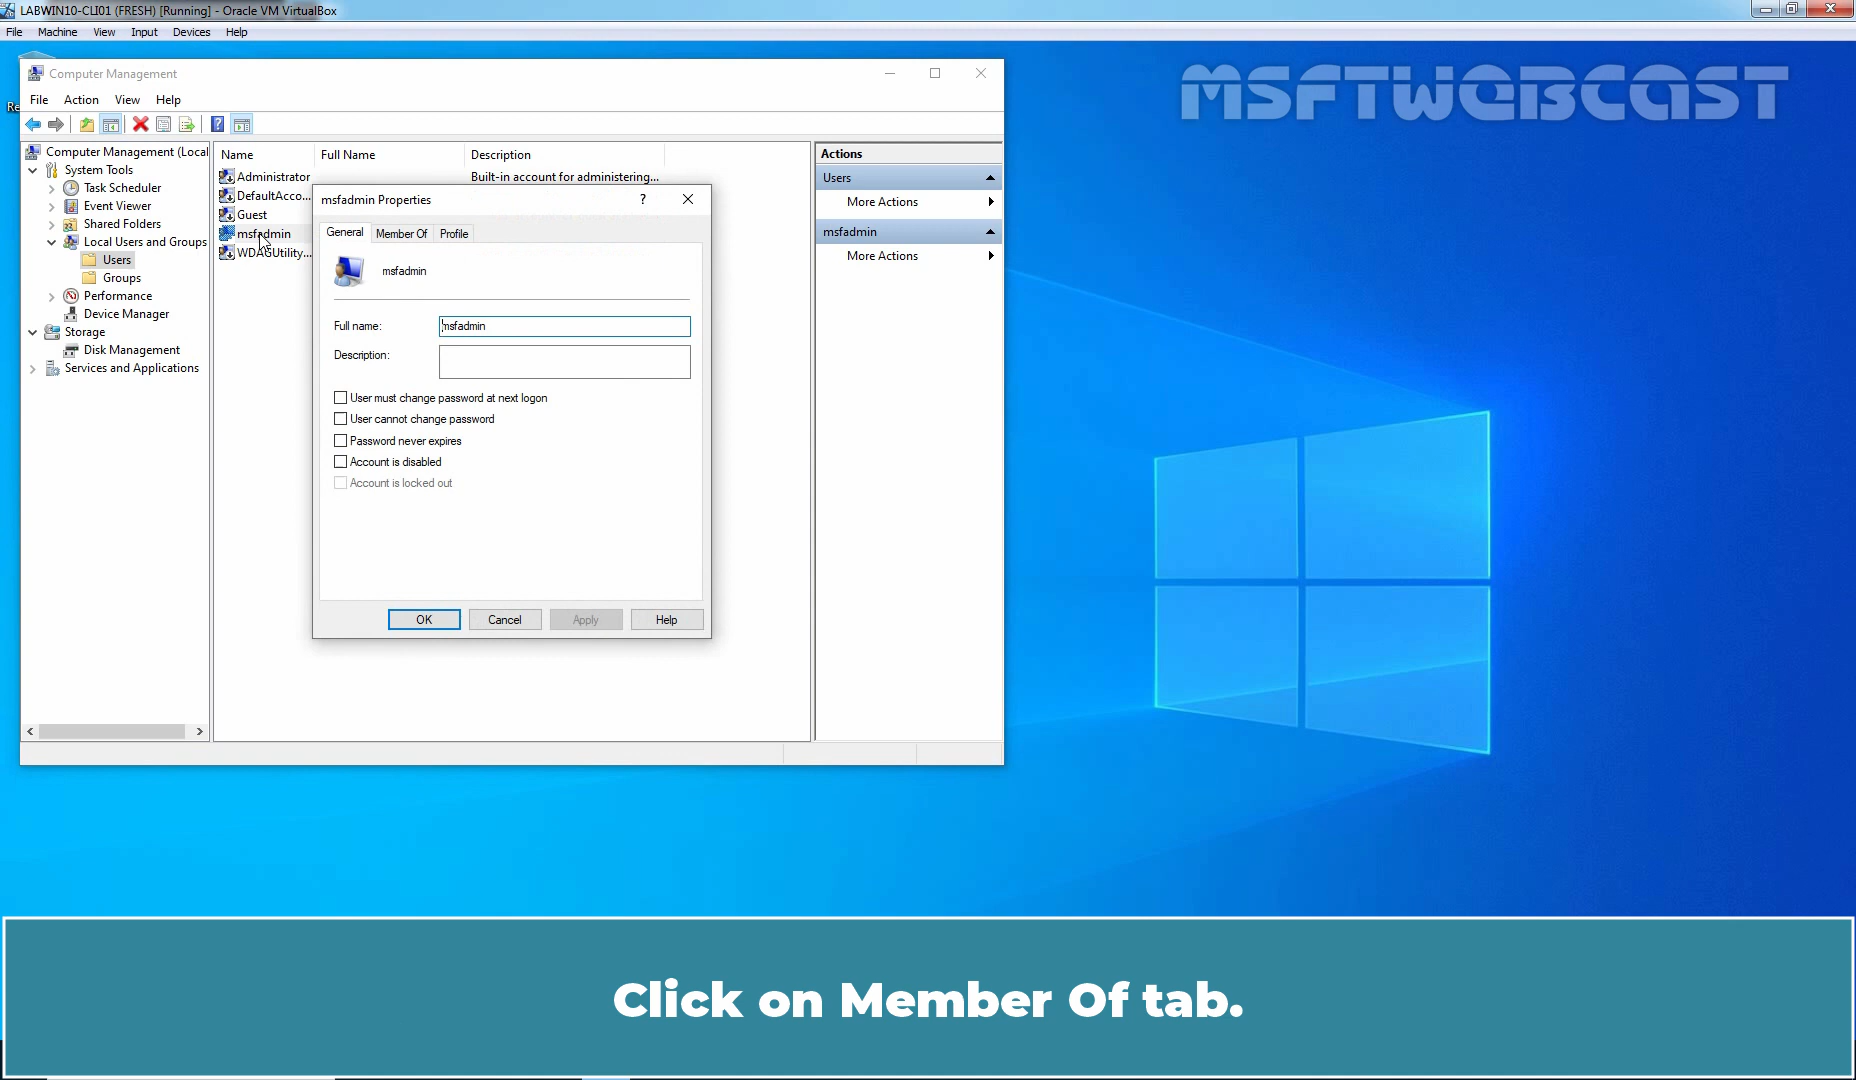 LABWIN10-CLI01 (FRESH) [Running] - Oracle VM VirtualBox
File Machine View Input Devices Help
MSFTWEBCAST
Re
Computer Management
File Action View Help
Computer Management (Local
System Tools
Task Scheduler
Event Viewer
Shared Folders
Local Users and Groups
Users
Groups
Performance
Device Manager
Storage
Disk Management
Services and Applications
Name Full Name Description
Administrator Built-in account for administering...
DefaultAcco...
Guest
msfadmin
WDAGUtility...
msfadmin Properties
General Member Of Profile
msfadmin
Full name: msfadmin
Description:
User must change password at next logon
User cannot change password
Password never expires
Account is disabled
Account is locked out
OK Cancel Apply Help
Actions
Users
More Actions
msfadmin
More Actions
Click on Member Of tab.